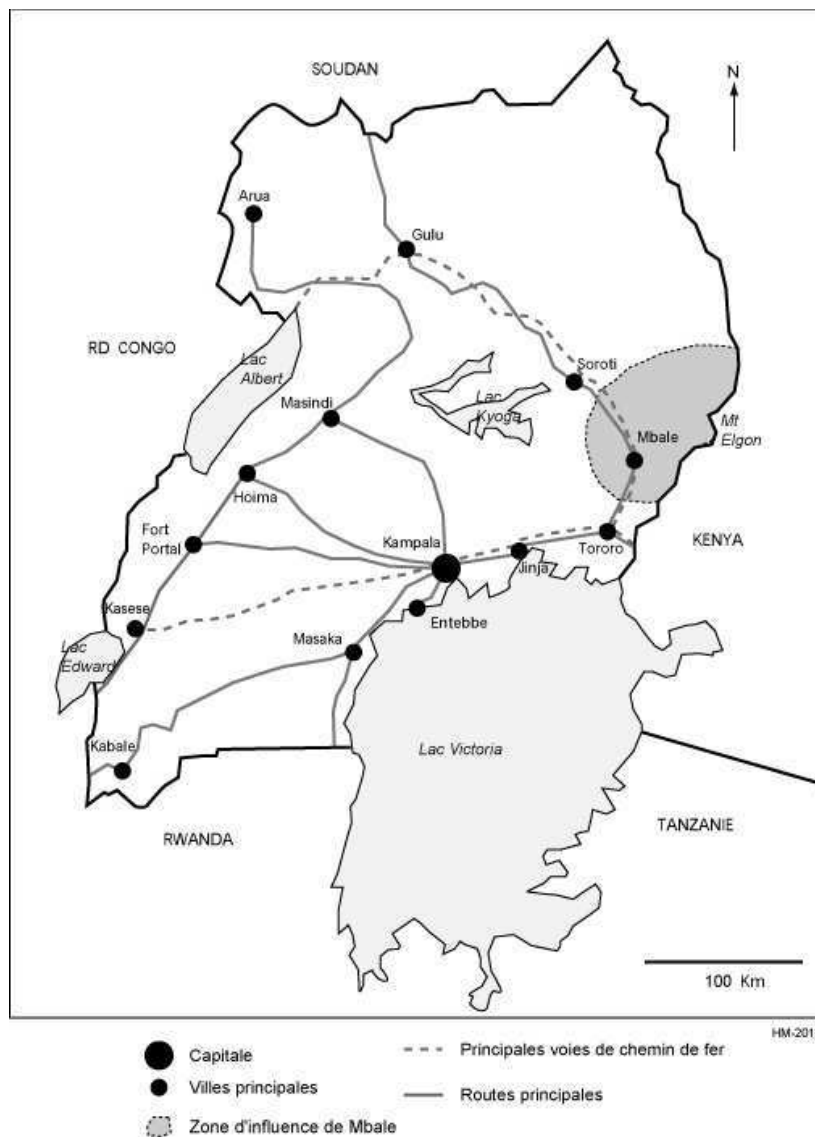 SOUDAN
N
Arua
Gulu
RD CONGO
Lac
Albert
Soroti
Masindi
Lac
Kyoga
Mt
Elgon
Mbale
Hoima
Fort
Portal
Kampala
Tororo
KENYA
Jinja
Kasese
Entebbe
Masaka
Lac
Edward
Lac Victoria
Kabale
RWANDA
TANZANIE
100 Km
HM-201
Capitale
Principales voies de chemin de fer
Villes principales
Routes principales
Zone d'influence de Mbale